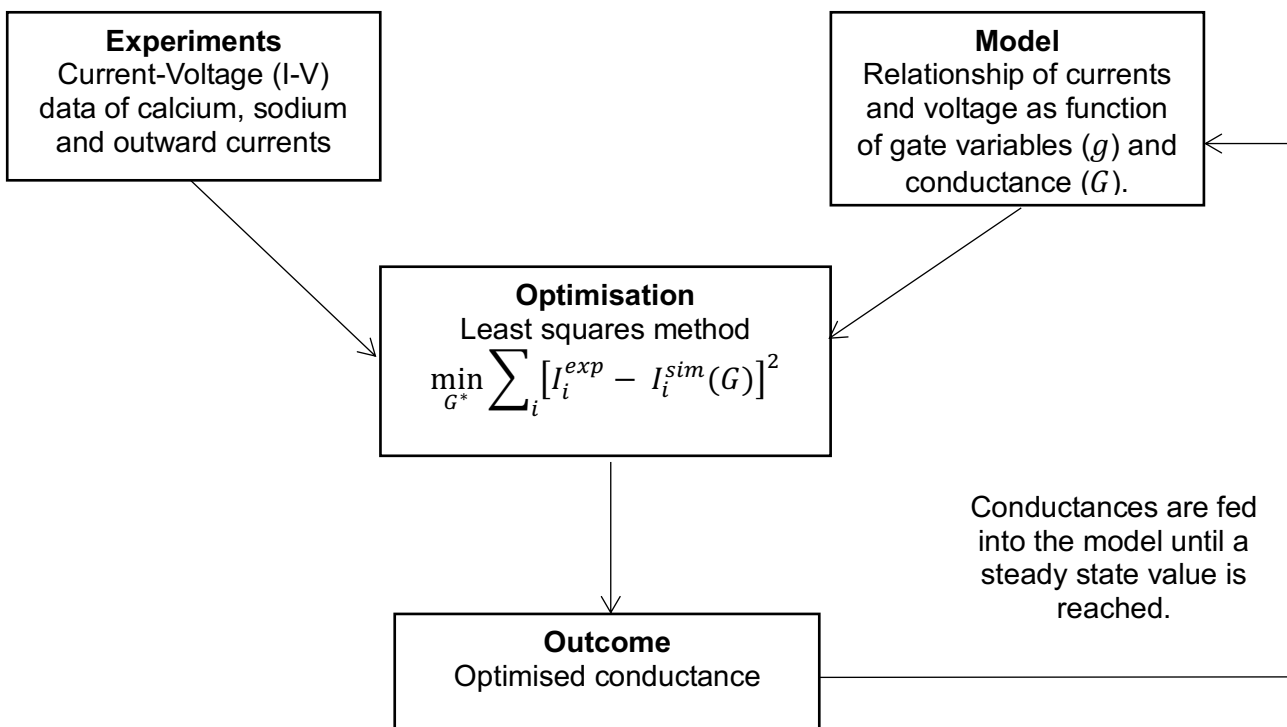 Experiments
Current-Voltage (I-V)
data of calcium, sodium
and outward currents
Model
Relationship of currents
and voltage as function
of gate variables (𝑔) and
conductance (𝐺).
Optimisation
Least squares method
min_{G*} ∑_i [I_i^{exp} − I_i^{sim}(G)]^2
Conductances are fed
into the model until a
steady state value is
reached.
Outcome
Optimised conductance